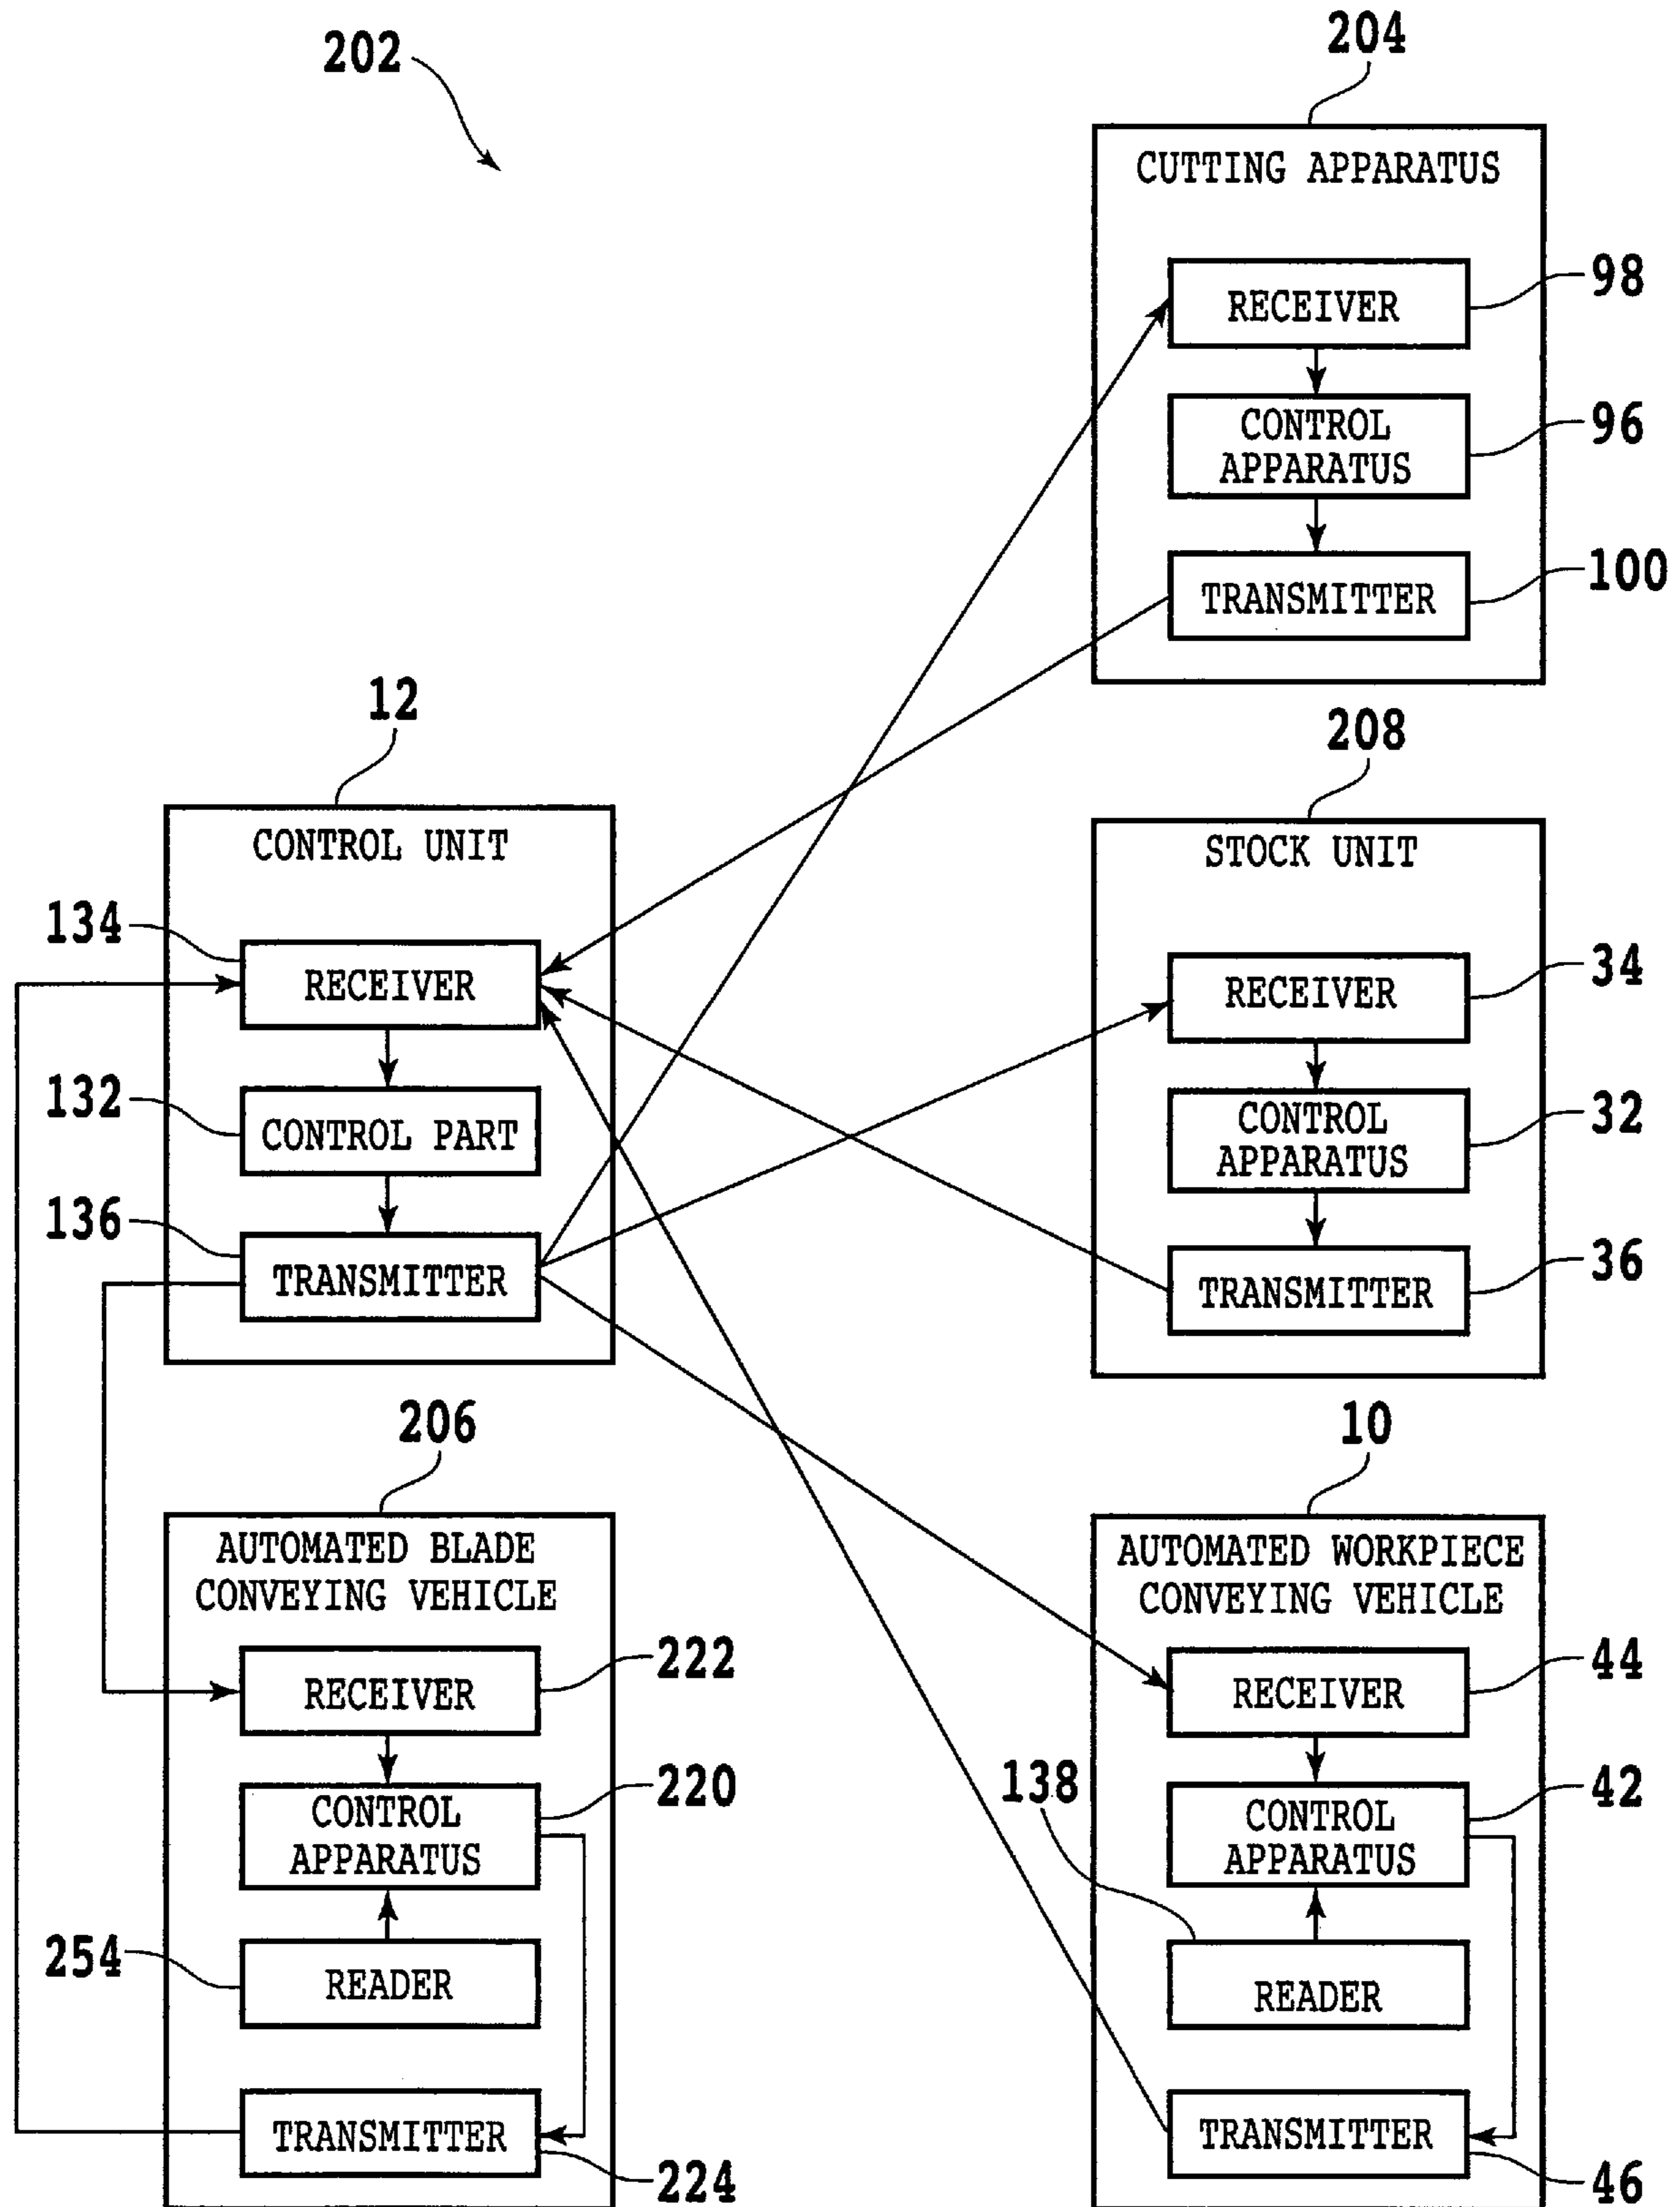 202
204
CUTTING APPARATUS
RECEIVER
98
CONTROL
APPARATUS
96
TRANSMITTER
100
12
CONTROL UNIT
134
RECEIVER
132
CONTROL PART
136
TRANSMITTER
208
STOCK UNIT
RECEIVER
34
CONTROL
APPARATUS
32
TRANSMITTER
36
206
AUTOMATED BLADE
CONVEYING VEHICLE
RECEIVER
222
CONTROL
APPARATUS
220
254
READER
TRANSMITTER
224
10
AUTOMATED WORKPIECE
CONVEYING VEHICLE
RECEIVER
44
138
CONTROL
APPARATUS
42
READER
TRANSMITTER
46